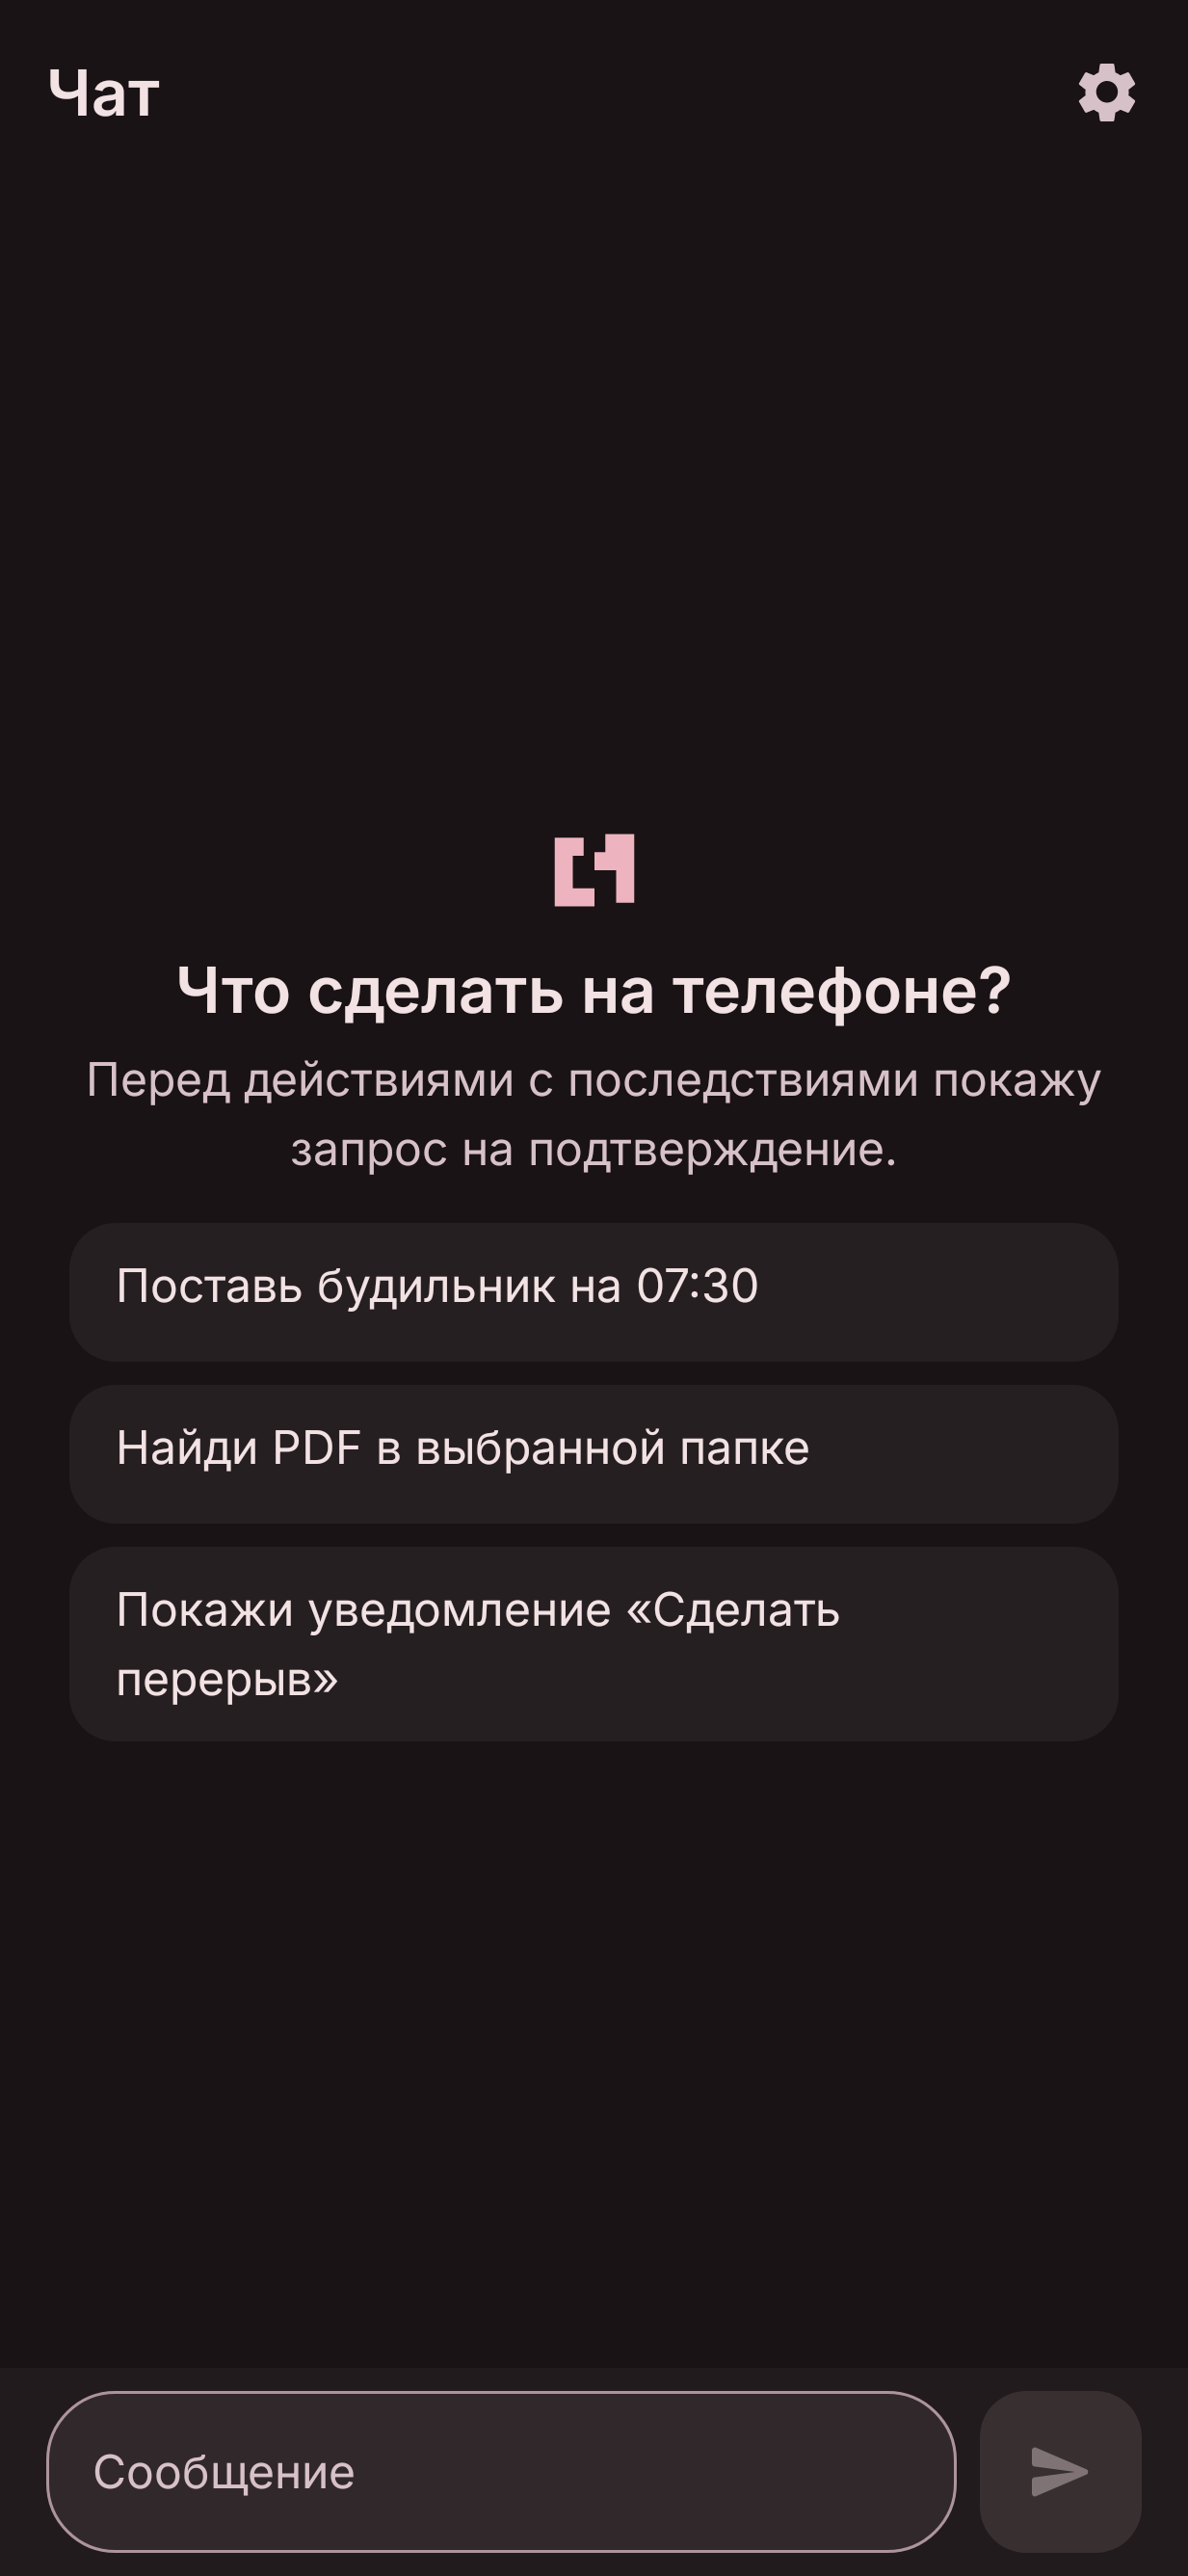 Чат
Что сделать на телефоне?
Перед действиями с последствиями покажу
запрос на подтверждение.
Поставь будильник на 07:30
Найди PDF в выбранной папке
Покажи уведомление «Сделать
перерыв»
Сообщение